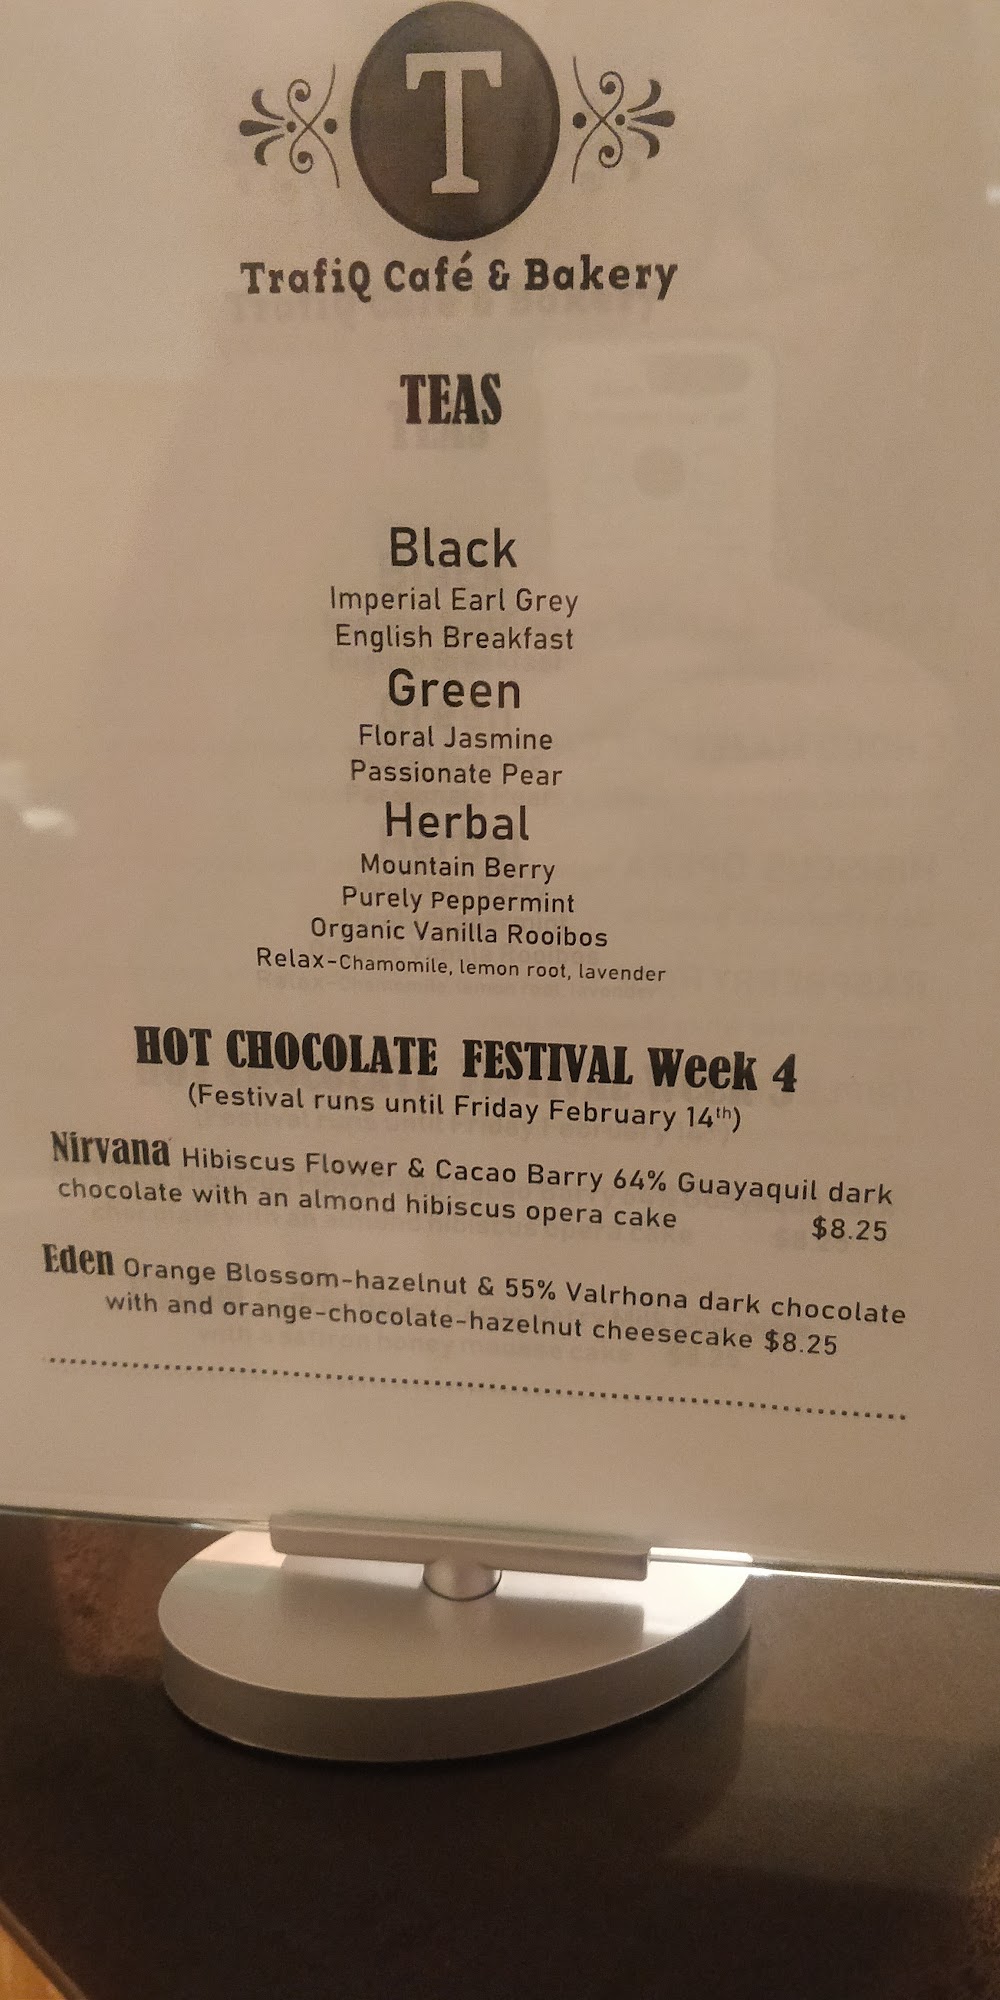 T
TrafiQ Café & Bakery
TEAS
Black
Imperial Earl Grey
English Breakfast
Green
Floral Jasmine
Passionate Pear
Herbal
Mountain Berry
Purely Peppermint
Organic Vanilla Rooibos
Relax-Chamomile, lemon root, lavender
HOT CHOCOLATE FESTIVAL Week 4
(Festival runs until Friday February 14th)
Nirvana Hibiscus Flower & Cacao Barry 64% Guayaquil dark
chocolate with an almond hibiscus opera cake $8.25
Eden Orange Blossom-hazelnut & 55% Valrhona dark chocolate
with and orange-chocolate-hazelnut cheesecake $8.25